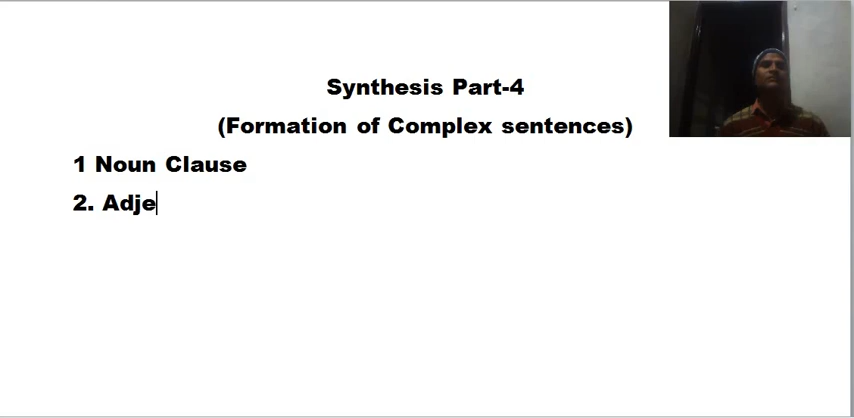 Synthesis Part-4
(Formation of Complex sentences)
1 Noun Clause
2. Adje